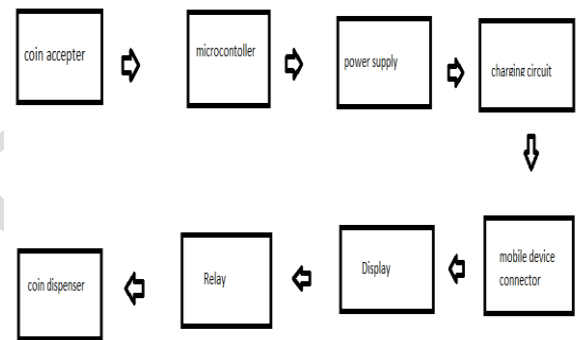 coin accepter
microcontoller
power supply
charging circuit
mobile device
connector
Display
Relay
coin dispenser